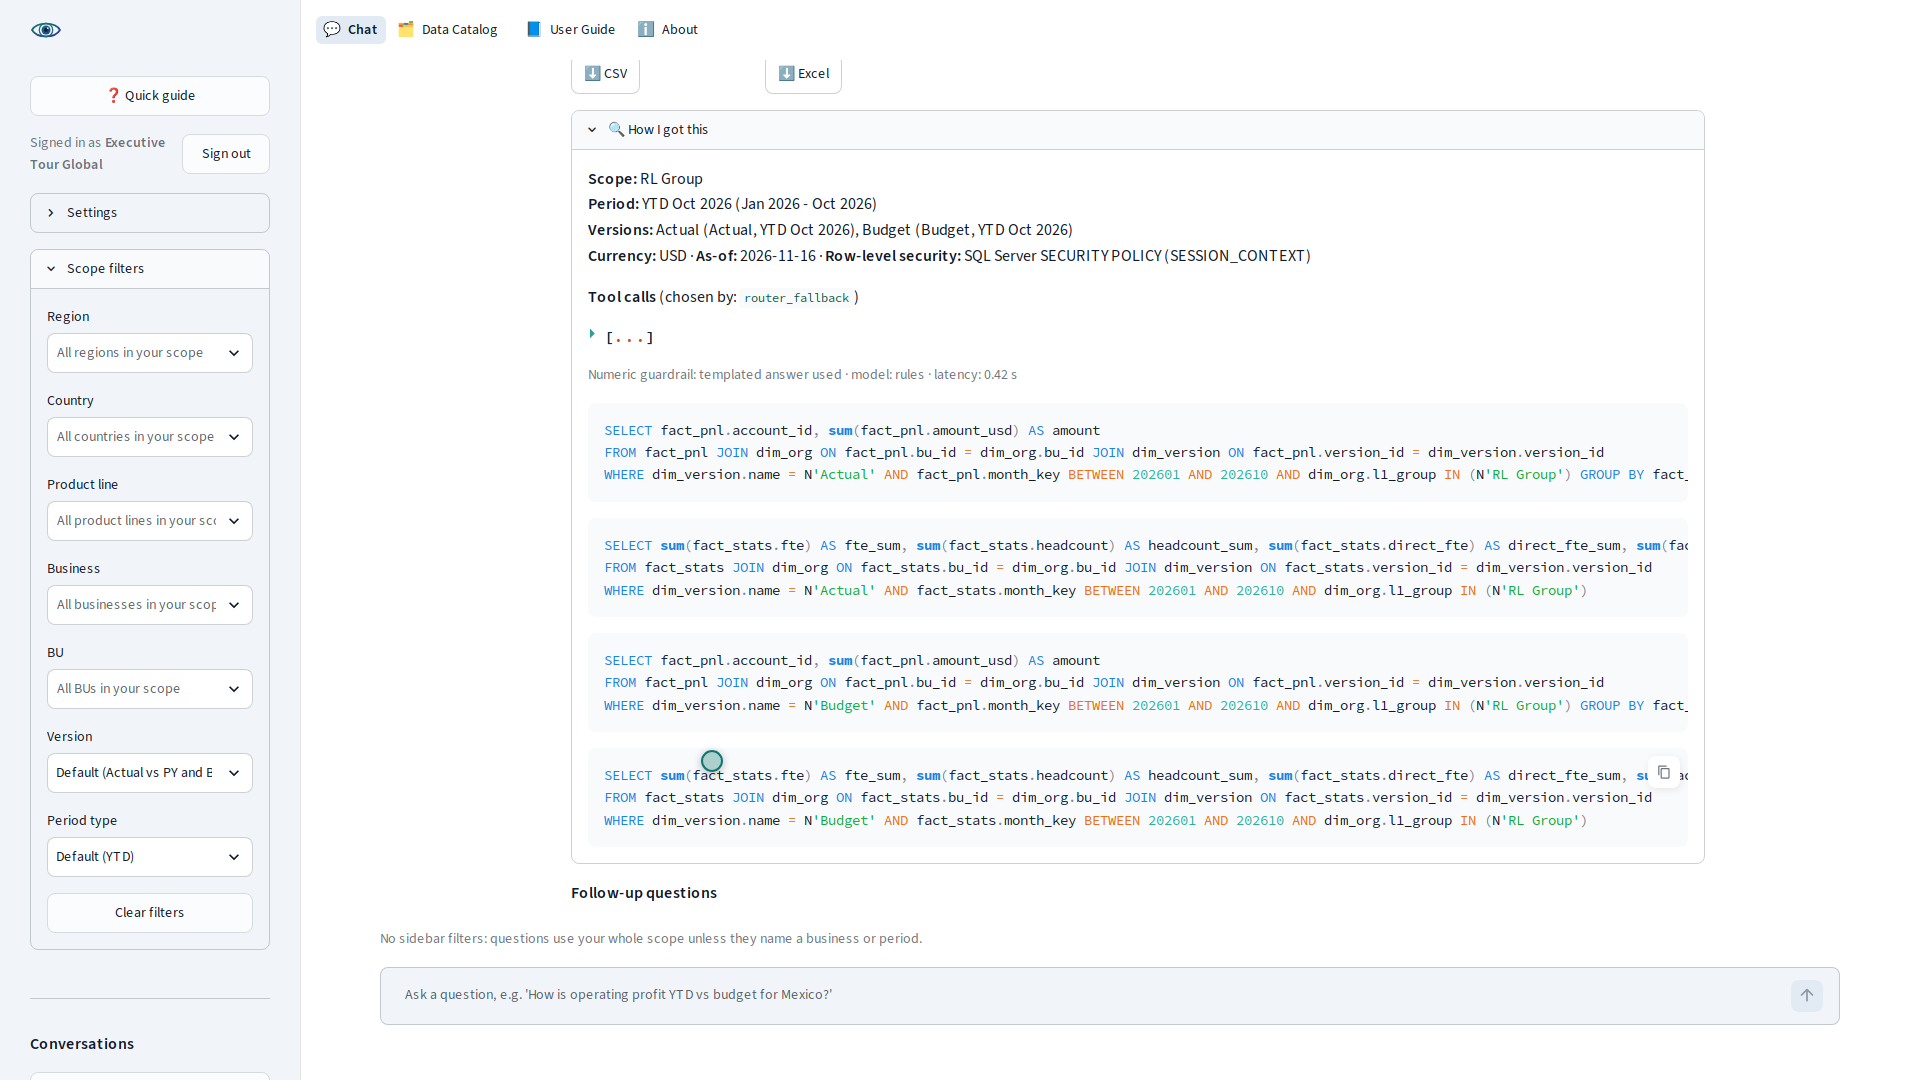 Chat
Data Catalog
User Guide
About
Quick guide
Signed in as Executive Tour Global
Sign out
Settings
Scope filters
Region
All regions in your scope
Country
All countries in your scope
Product line
All product lines in your sco
Business
All businesses in your scop
BU
All BUs in your scope
Version
Default (Actual vs PY and B
Period type
Default (YTD)
Clear filters
Conversations
CSV
Excel
How I got this
Scope: RL Group
Period: YTD Oct 2026 (Jan 2026 - Oct 2026)
Versions: Actual (Actual, YTD Oct 2026), Budget (Budget, YTD Oct 2026)
Currency: USD · As-of: 2026-11-16 · Row-level security: SQL Server SECURITY POLICY (SESSION_CONTEXT)
Tool calls (chosen by: router_fallback )
[...]
Numeric guardrail: templated answer used · model: rules · latency: 0.42 s
SELECT fact_pnl.account_id, sum(fact_pnl.amount_usd) AS amount
FROM fact_pnl JOIN dim_org ON fact_pnl.bu_id = dim_org.bu_id JOIN dim_version ON fact_pnl.version_id = dim_version.version_id
WHERE dim_version.name = N'Actual' AND fact_pnl.month_key BETWEEN 202601 AND 202610 AND dim_org.l1_group IN (N'RL Group') GROUP BY fact_
SELECT sum(fact_stats.fte) AS fte_sum, sum(fact_stats.headcount) AS headcount_sum, sum(fact_stats.direct_fte) AS direct_fte_sum, sum(fac
FROM fact_stats JOIN dim_org ON fact_stats.bu_id = dim_org.bu_id JOIN dim_version ON fact_stats.version_id = dim_version.version_id
WHERE dim_version.name = N'Actual' AND fact_stats.month_key BETWEEN 202601 AND 202610 AND dim_org.l1_group IN (N'RL Group')
SELECT fact_pnl.account_id, sum(fact_pnl.amount_usd) AS amount
FROM fact_pnl JOIN dim_org ON fact_pnl.bu_id = dim_org.bu_id JOIN dim_version ON fact_pnl.version_id = dim_version.version_id
WHERE dim_version.name = N'Budget' AND fact_pnl.month_key BETWEEN 202601 AND 202610 AND dim_org.l1_group IN (N'RL Group') GROUP BY fact_
SELECT sum(fact_stats.fte) AS fte_sum, sum(fact_stats.headcount) AS headcount_sum, sum(fact_stats.direct_fte) AS direct_fte_sum,
FROM fact_stats JOIN dim_org ON fact_stats.bu_id = dim_org.bu_id JOIN dim_version ON fact_stats.version_id = dim_version.version_id
WHERE dim_version.name = N'Budget' AND fact_stats.month_key BETWEEN 202601 AND 202610 AND dim_org.l1_group IN (N'RL Group')
Follow-up questions
No sidebar filters: questions use your whole scope unless they name a business or period.
Ask a question, e.g. 'How is operating profit YTD vs budget for Mexico?'